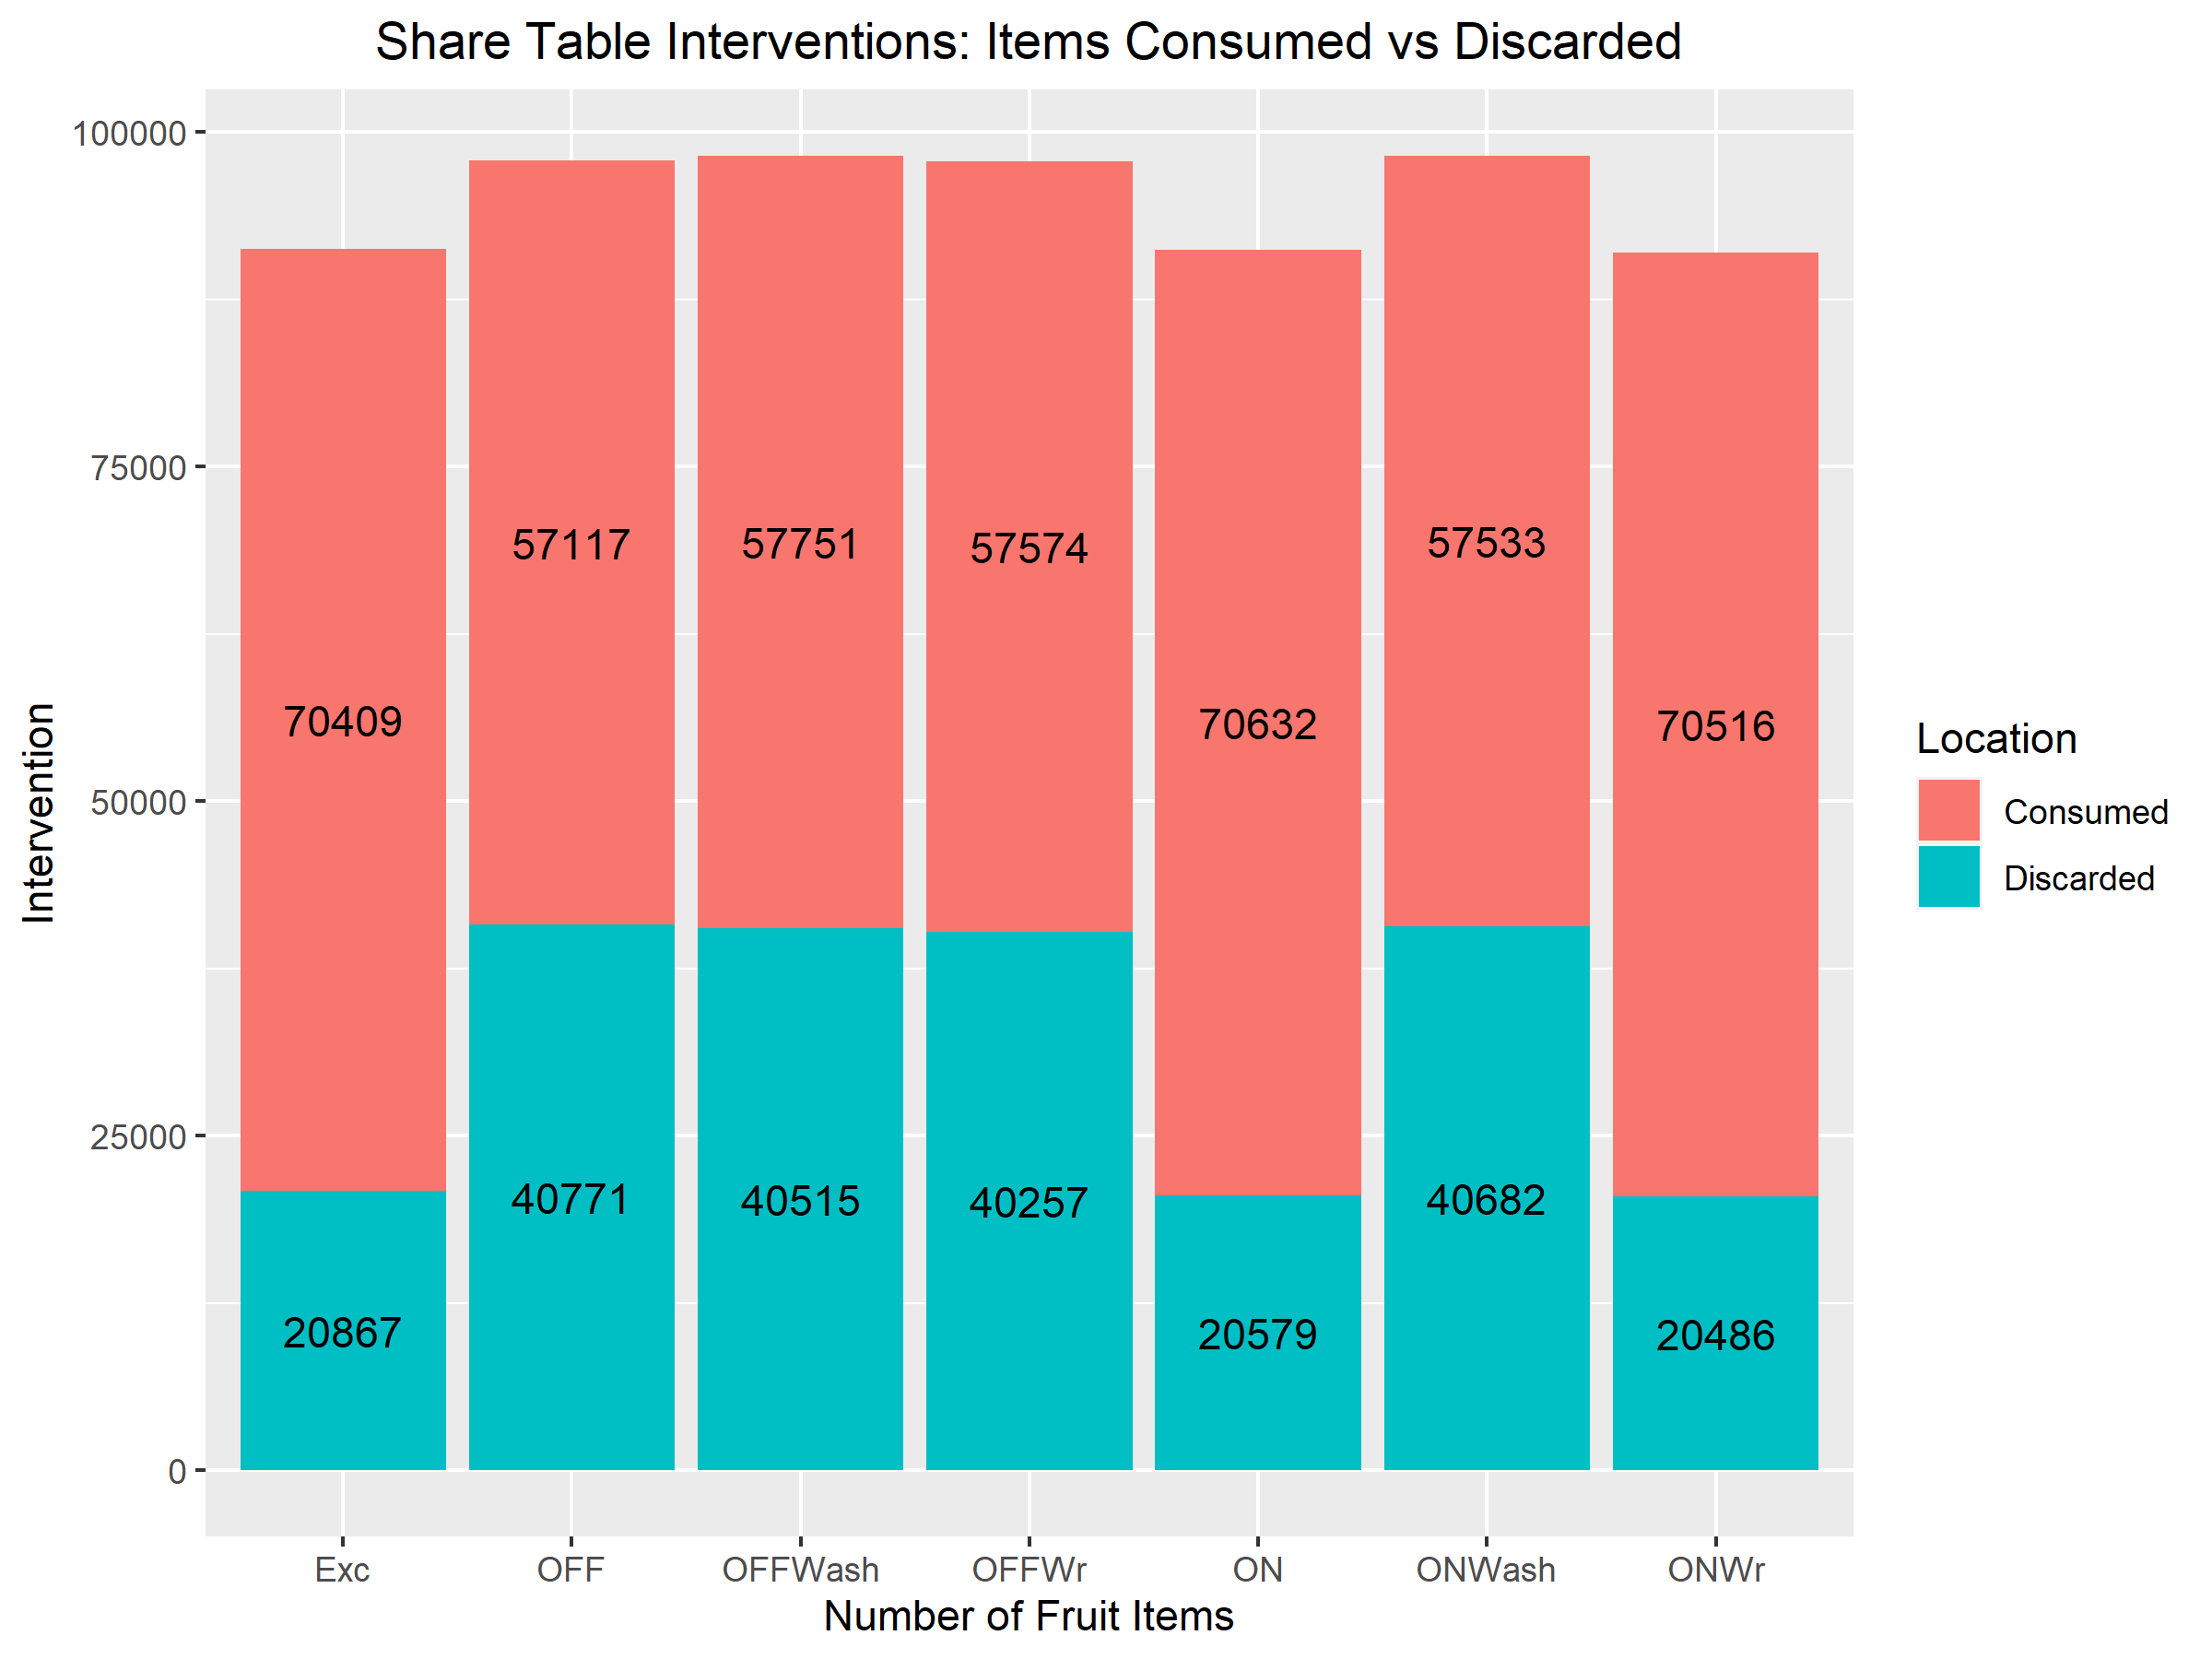 Share Table Interventions: Items Consumed vs Discarded
Intervention
100000
75000
50000
25000
0
70409
57117
57751
57574
70632
57533
70516
20867
40771
40515
40257
20579
40682
20486
Exc
OFF
OFFWash
OFFWr
ON
ONWash
ONWr
Number of Fruit Items
Location
Consumed
Discarded